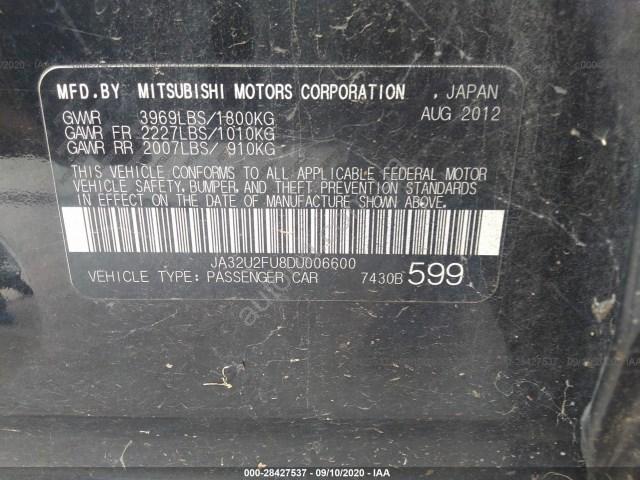 MFD.BY MITSUBISHI MOTORS CORPORATION . JAPAN
AUG 2012
GVWR 3969LBS/1800KG
GAWR FR 2227LBS/1010KG
GAWR RR 2007LBS/ 910KG
THIS VEHICLE CONFORMS TO ALL APPLICABLE FEDERAL MOTOR
VEHICLE SAFETY, BUMPER, AND THEFT PREVENTION STANDARDS
IN EFFECT ON THE DATE OF MANUFACTURE SHOWN ABOVE.
JA32U2FU8DU006600
VEHICLE TYPE: PASSENGER CAR 7430B 599
000-28427537 - 09/10/2020 - IAA